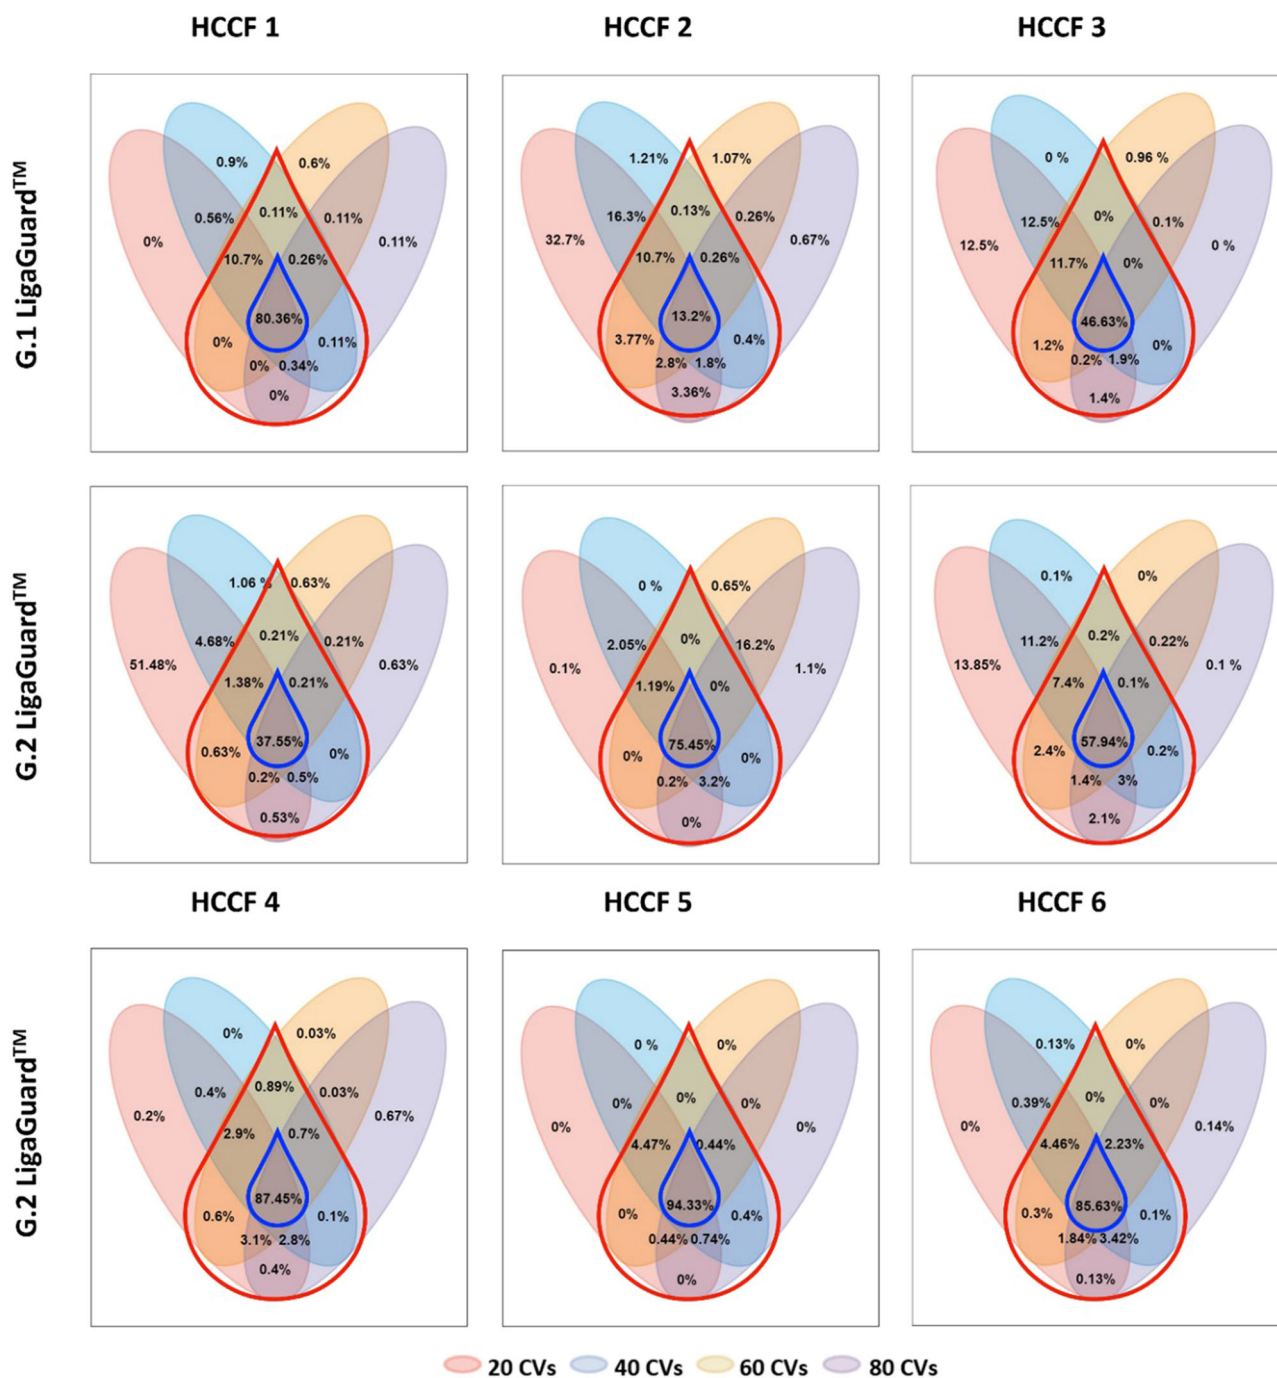 HCCF 1 HCCF 2 HCCF 3
G.1 LigaGuard™
0.9% 0.6%
0.56% 0.11% 0.11%
0% 0.11%
10.7% 0.26%
80.36%
0% 0.11%
0% 0.34%
0%
1.21% 1.07%
16.3% 0.13% 0.26%
32.7% 0.67%
10.7% 0.26%
13.2%
3.77% 0.4%
2.8% 1.8%
3.36%
0 % 0.96 %
12.5% 0% 0.1%
12.5% 0 %
11.7% 0%
46.63%
1.2% 0%
0.2% 1.9%
1.4%
G.2 LigaGuard™
1.06 % 0.63%
4.68% 0.21% 0.21%
51.48% 0.63%
1.38% 0.21%
37.55%
0.63% 0%
0.2% 0.5%
0.53%
0 % 0.65%
2.05% 0% 16.2%
0.1% 1.1%
1.19% 0%
75.45%
0% 0%
0.2% 3.2%
0%
0.1% 0%
11.2% 0.2% 0.22%
13.85% 0.1 %
7.4% 0.1%
57.94%
2.4% 0.2%
1.4% 3%
2.1%
HCCF 4 HCCF 5 HCCF 6
G.2 LigaGuard™
0% 0.03%
0.4% 0.89% 0.03%
0.2% 0.67%
2.9% 0.7%
87.45%
0.6% 0.1%
3.1% 2.8%
0.4%
0 % 0%
0% 0% 0%
0% 0%
4.47% 0.44%
94.33%
0% 0.4%
0.44% 0.74%
0%
0.13% 0%
0.39% 0% 0%
0% 0.14%
4.46% 2.23%
85.63%
0.3% 0.1%
1.84% 3.42%
0.13%
20 CVs 40 CVs 60 CVs 80 CVs